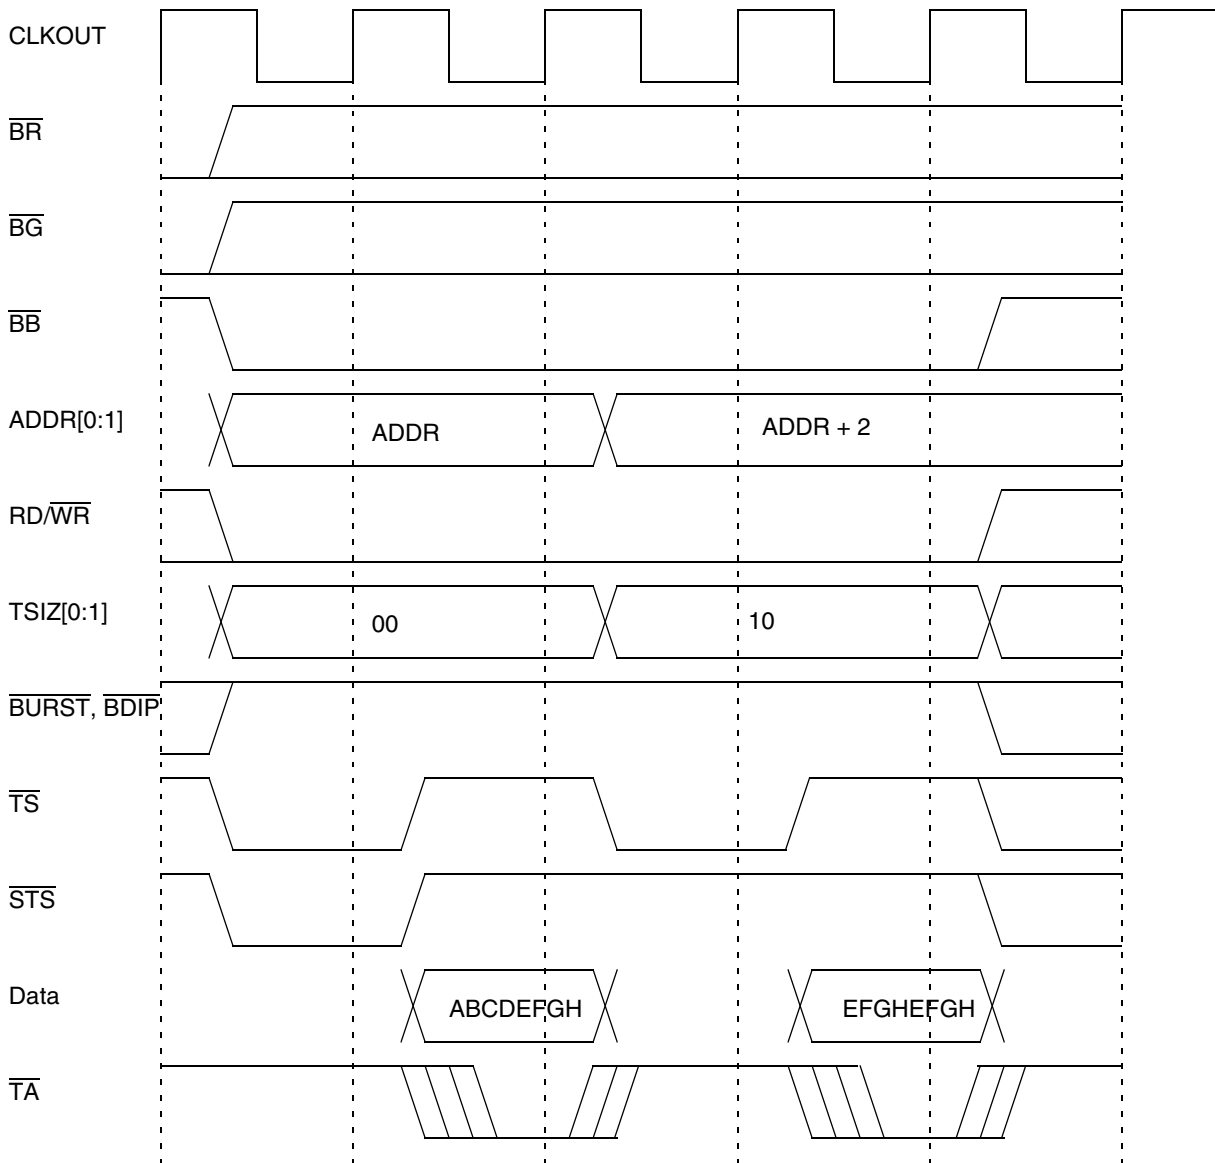 CLKOUT
BR
BG
BB
ADDR[0:1]
ADDR
ADDR + 2
RD/WR
TSIZ[0:1]
00
10
BURST, BDIP
TS
STS
Data
ABCDEFGH
EFGHEFGH
TA